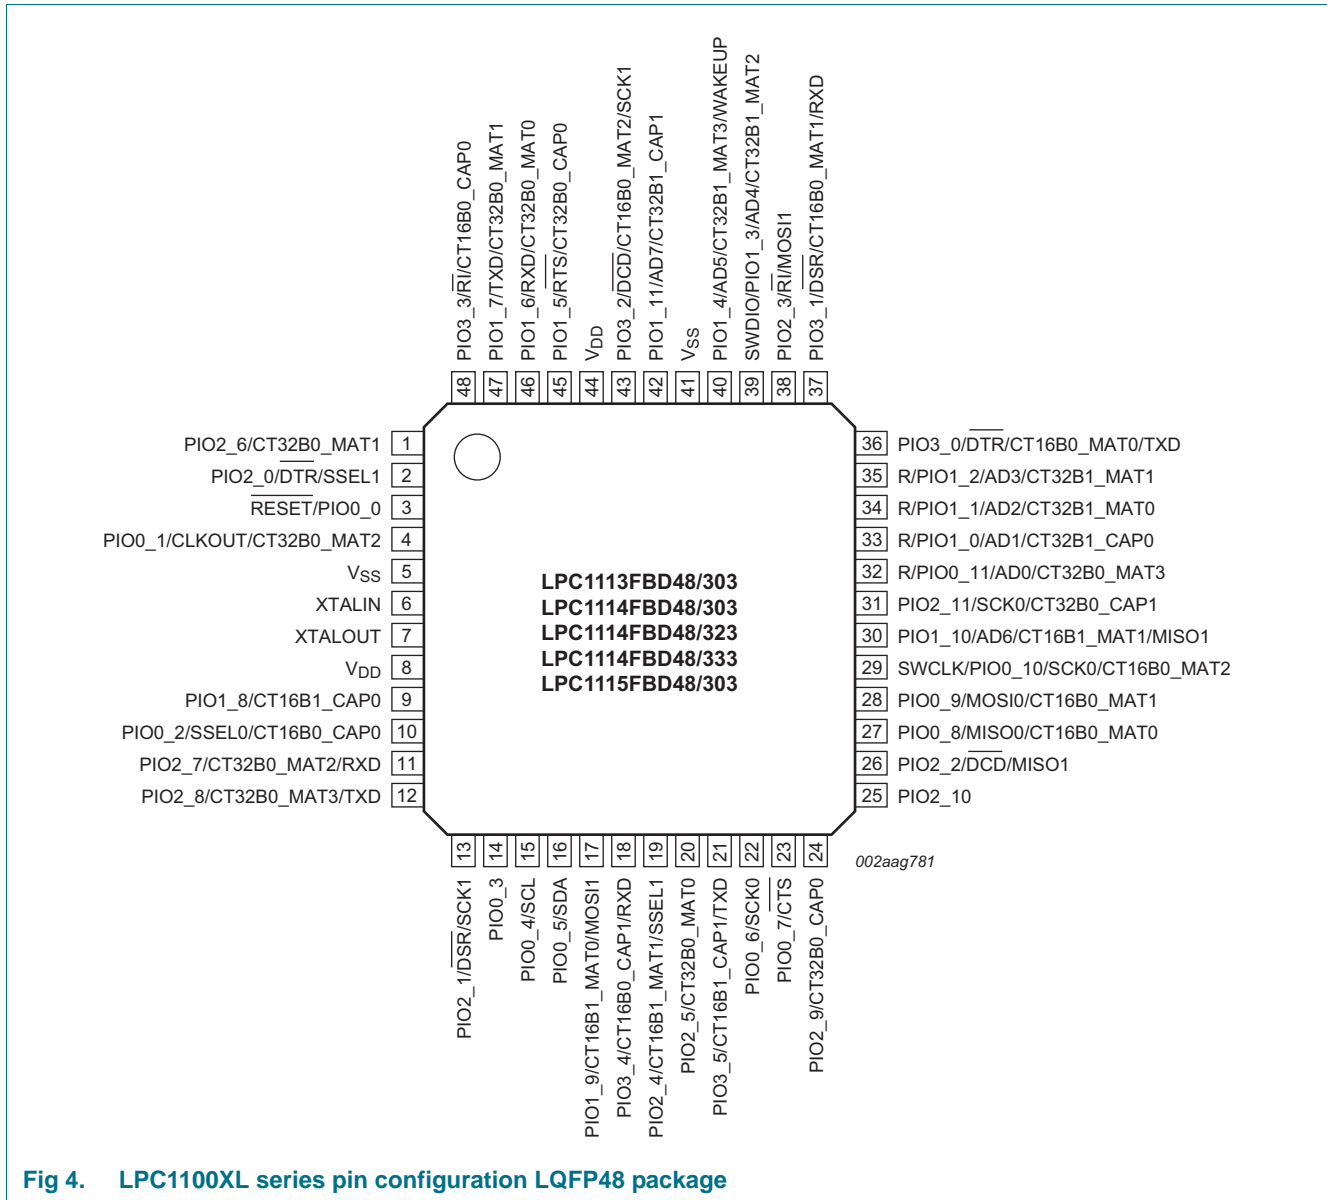 PIO3_3/RI/CT16B0_CAP0
PIO1_7/TXD/CT32B0_MAT1
PIO1_6/RXD/CT32B0_MAT0
PIO1_5/RTS/CT32B0_CAP0
VDD
PIO3_2/DCD/CT16B0_MAT2/SCK1
PIO1_11/AD7/CT32B1_CAP1
VSS
PIO1_4/AD5/CT32B1_MAT3/WAKEUP
SWDIO/PIO1_3/AD4/CT32B1_MAT2
PIO2_3/RI/MOSI1
PIO3_1/DSR/CT16B0_MAT1/RXD
48 47 46 45 44 43 42 41 40 39 38 37
PIO2_6/CT32B0_MAT1 1
PIO2_0/DTR/SSEL1 2
RESET/PIO0_0 3
PIO0_1/CLKOUT/CT32B0_MAT2 4
VSS 5
XTALIN 6
XTALOUT 7
VDD 8
PIO1_8/CT16B1_CAP0 9
PIO0_2/SSEL0/CT16B0_CAP0 10
PIO2_7/CT32B0_MAT2/RXD 11
PIO2_8/CT32B0_MAT3/TXD 12
LPC1113FBD48/303
LPC1114FBD48/303
LPC1114FBD48/323
LPC1114FBD48/333
LPC1115FBD48/303
36 PIO3_0/DTR/CT16B0_MAT0/TXD
35 R/PIO1_2/AD3/CT32B1_MAT1
34 R/PIO1_1/AD2/CT32B1_MAT0
33 R/PIO1_0/AD1/CT32B1_CAP0
32 R/PIO0_11/AD0/CT32B0_MAT3
31 PIO2_11/SCK0/CT32B0_CAP1
30 PIO1_10/AD6/CT16B1_MAT1/MISO1
29 SWCLK/PIO0_10/SCK0/CT16B0_MAT2
28 PIO0_9/MOSI0/CT16B0_MAT1
27 PIO0_8/MISO0/CT16B0_MAT0
26 PIO2_2/DCD/MISO1
25 PIO2_10
13 14 15 16 17 18 19 20 21 22 23 24
PIO2_1/DSR/SCK1
PIO0_3
PIO0_4/SCL
PIO0_5/SDA
PIO1_9/CT16B1_MAT0/MOSI1
PIO3_4/CT16B0_CAP1/RXD
PIO2_4/CT16B1_MAT1/SSEL1
PIO2_5/CT32B0_MAT0
PIO3_5/CT16B1_CAP1/TXD
PIO0_6/SCK0
PIO0_7/CTS
PIO2_9/CT32B0_CAP0
002aag781
Fig 4. LPC1100XL series pin configuration LQFP48 package